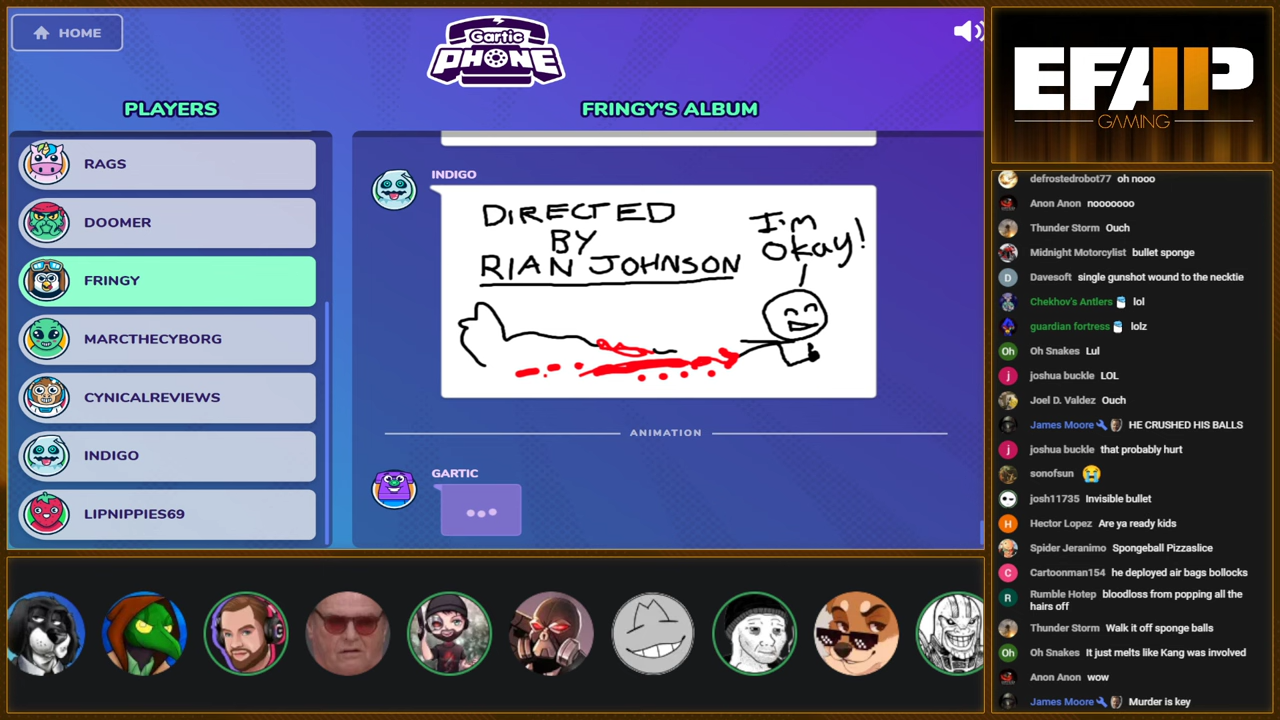 HOME
Gartic
PHONE
PLAYERS
RAGS
DOOMER
FRINGY
MARCTHECYBORG
CYNICALREVIEWS
INDIGO
LIPNIPPIES69
FRINGY'S ALBUM
INDIGO
DIRECTED
BY
RIAN JOHNSON
I'm
okay!
ANIMATION
GARTIC
EFAP
GAMING
defrostedrobot77 oh nooo
Anon Anon nooooooo
Thunder Storm Ouch
Midnight Motorcylist bullet sponge
Davesoft single gunshot wound to the necktie
Chekhov's Antlers lol
guardian fortress lolz
Oh Oh Snakes Lul
j joshua buckle LOL
Joel D. Valdez Ouch
James Moore HE CRUSHED HIS BALLS
j joshua buckle that probably hurt
sonofsun
josh11735 Invisible bullet
H Hector Lopez Are ya ready kids
Spider Jeranimo Spongeball Pizzaslice
C Cartoonman154 he deployed air bags bollocks
R Rumble Hotep bloodloss from popping all the
hairs off
Thunder Storm Walk it off sponge balls
Oh Oh Snakes It just melts like Kang was involved
Anon Anon wow
James Moore Murder is key